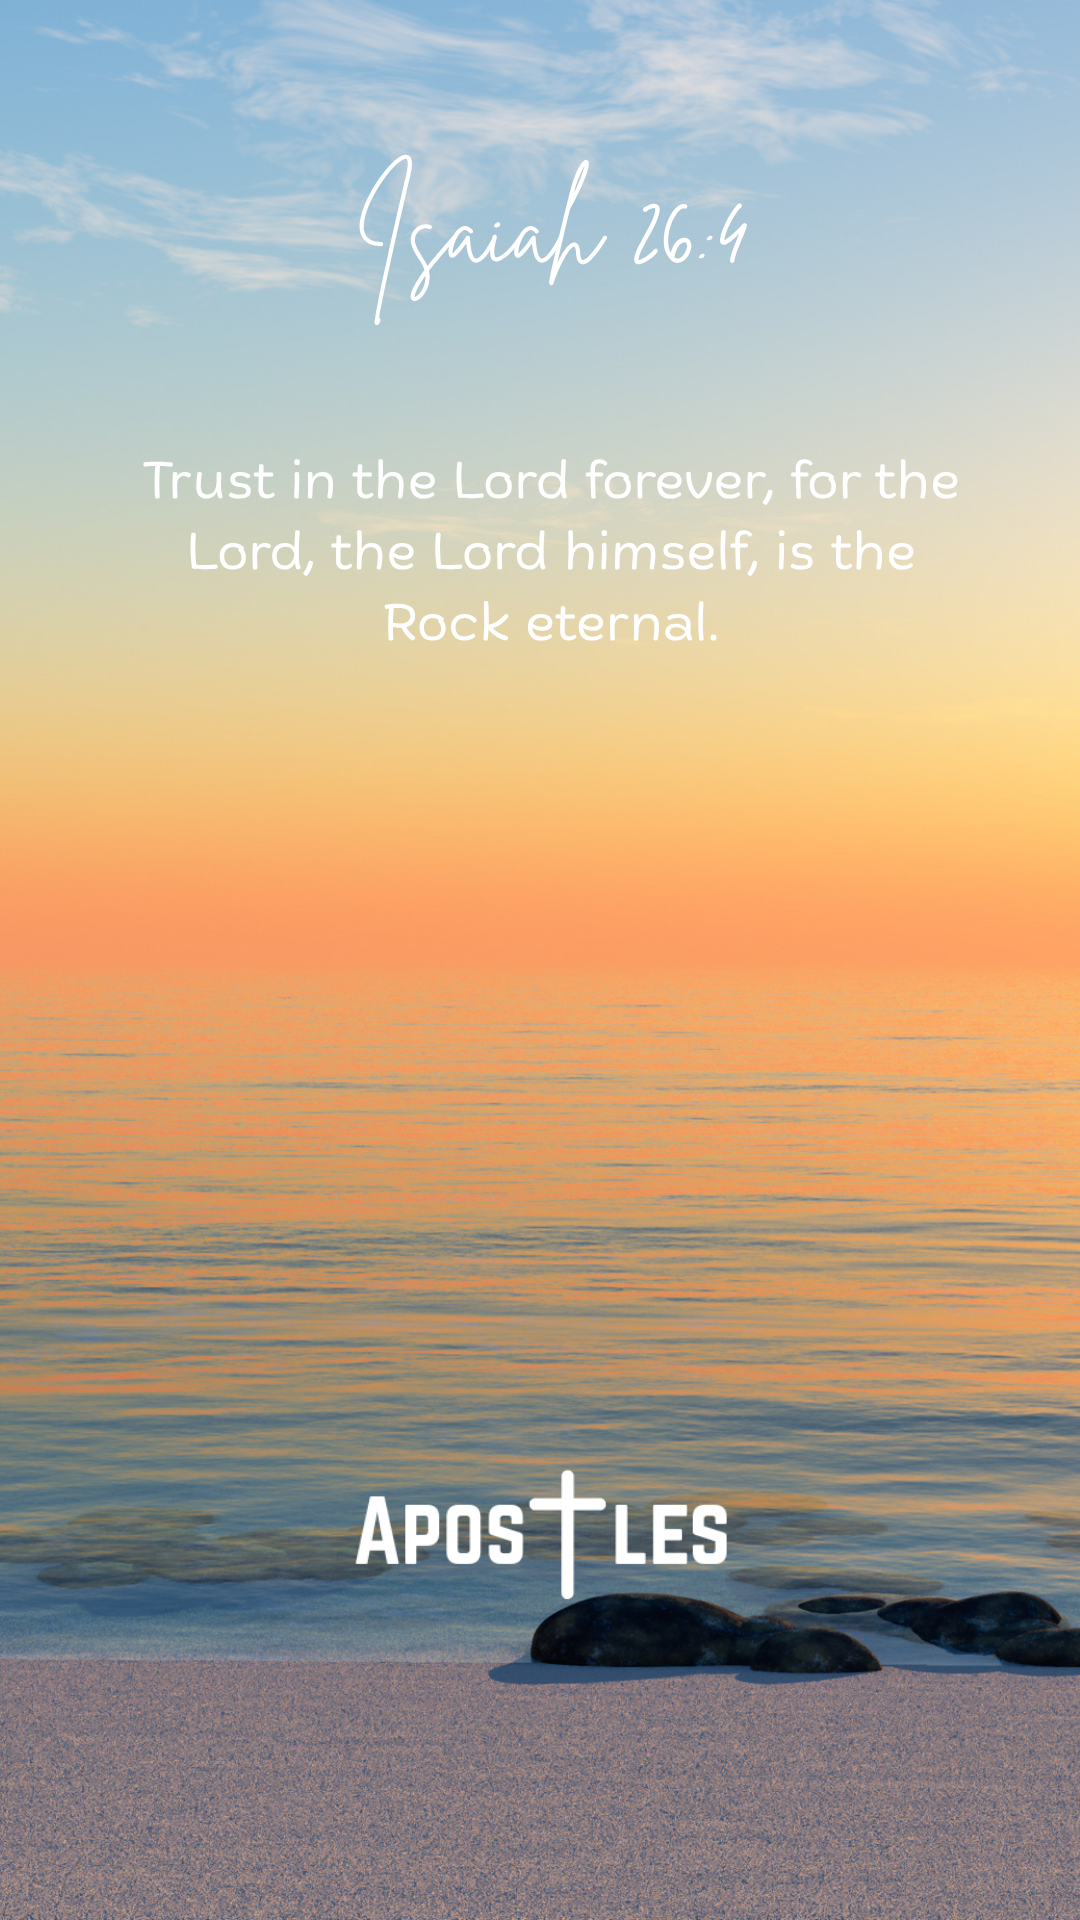 Isaiah 26:4
Trust in the Lord forever, for the
Lord, the Lord himself, is the
Rock eternal.
APOSTLES